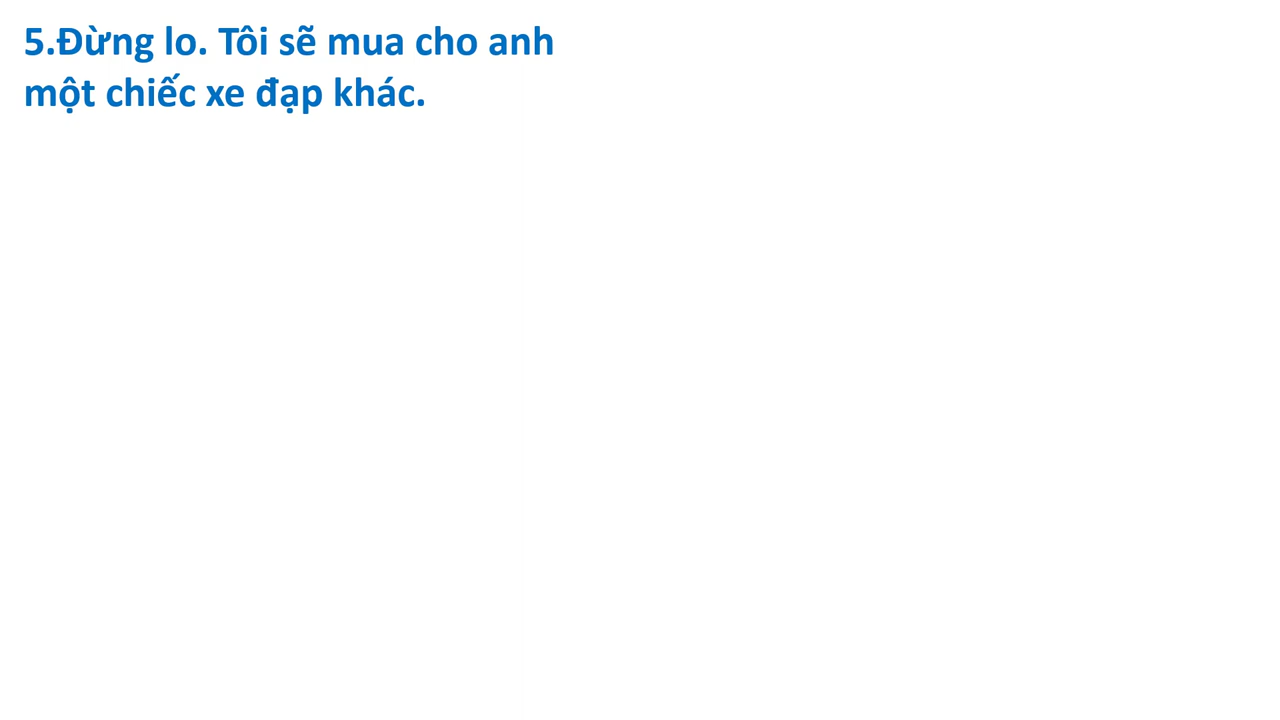 5.Đừng lo. Tôi sẽ mua cho anh
một chiếc xe đạp khác.